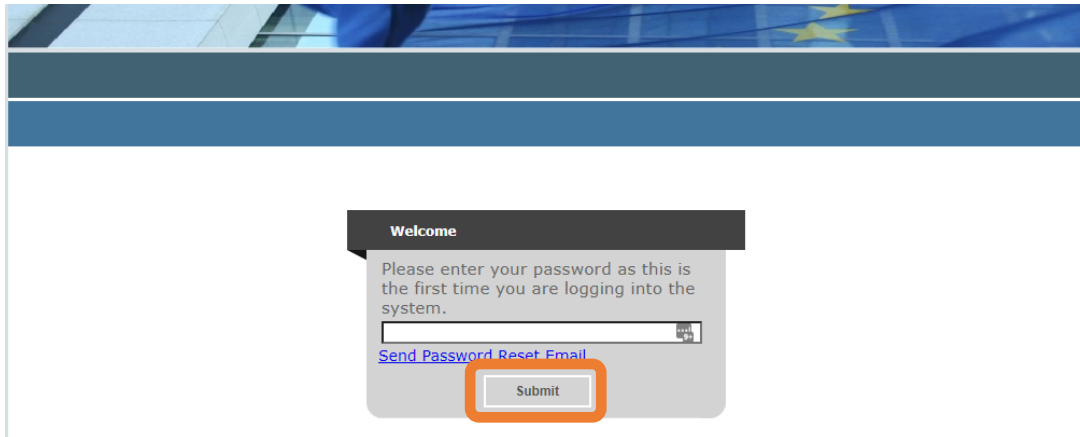 Welcome
Please enter your password as this is
the first time you are logging into the
system.
Send Password Reset Email
Submit